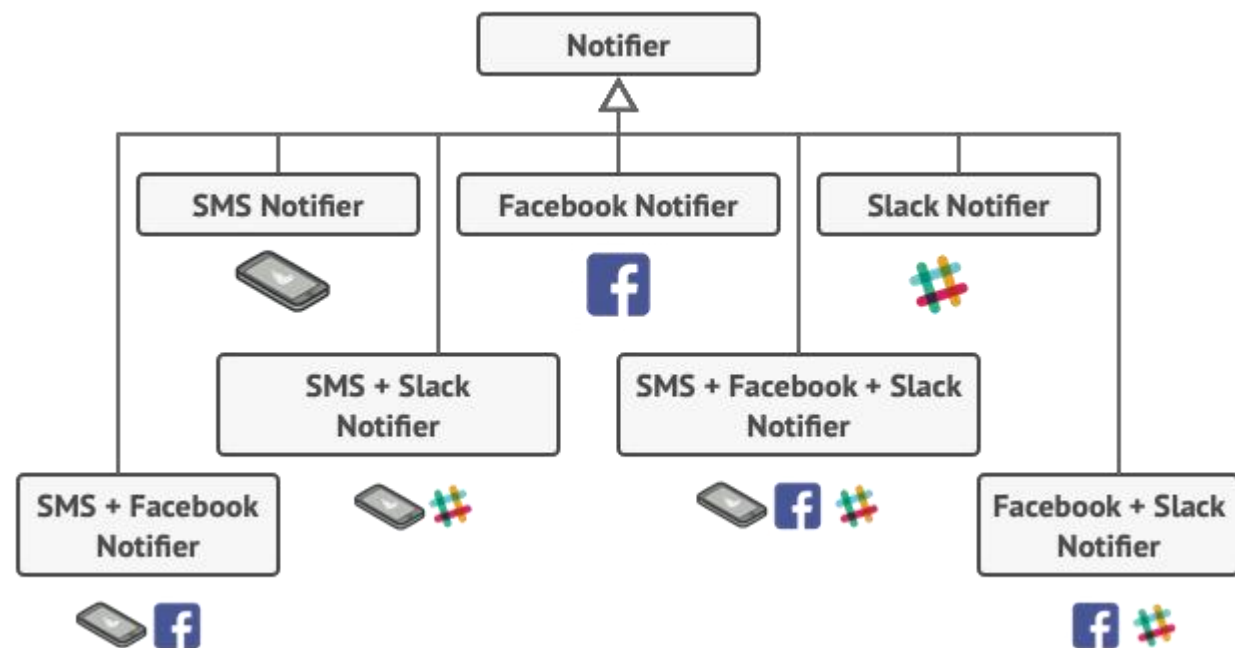 Notifier
SMS Notifier
Facebook Notifier
Slack Notifier
SMS + Slack
Notifier
SMS + Facebook + Slack
Notifier
SMS + Facebook
Notifier
Facebook + Slack
Notifier